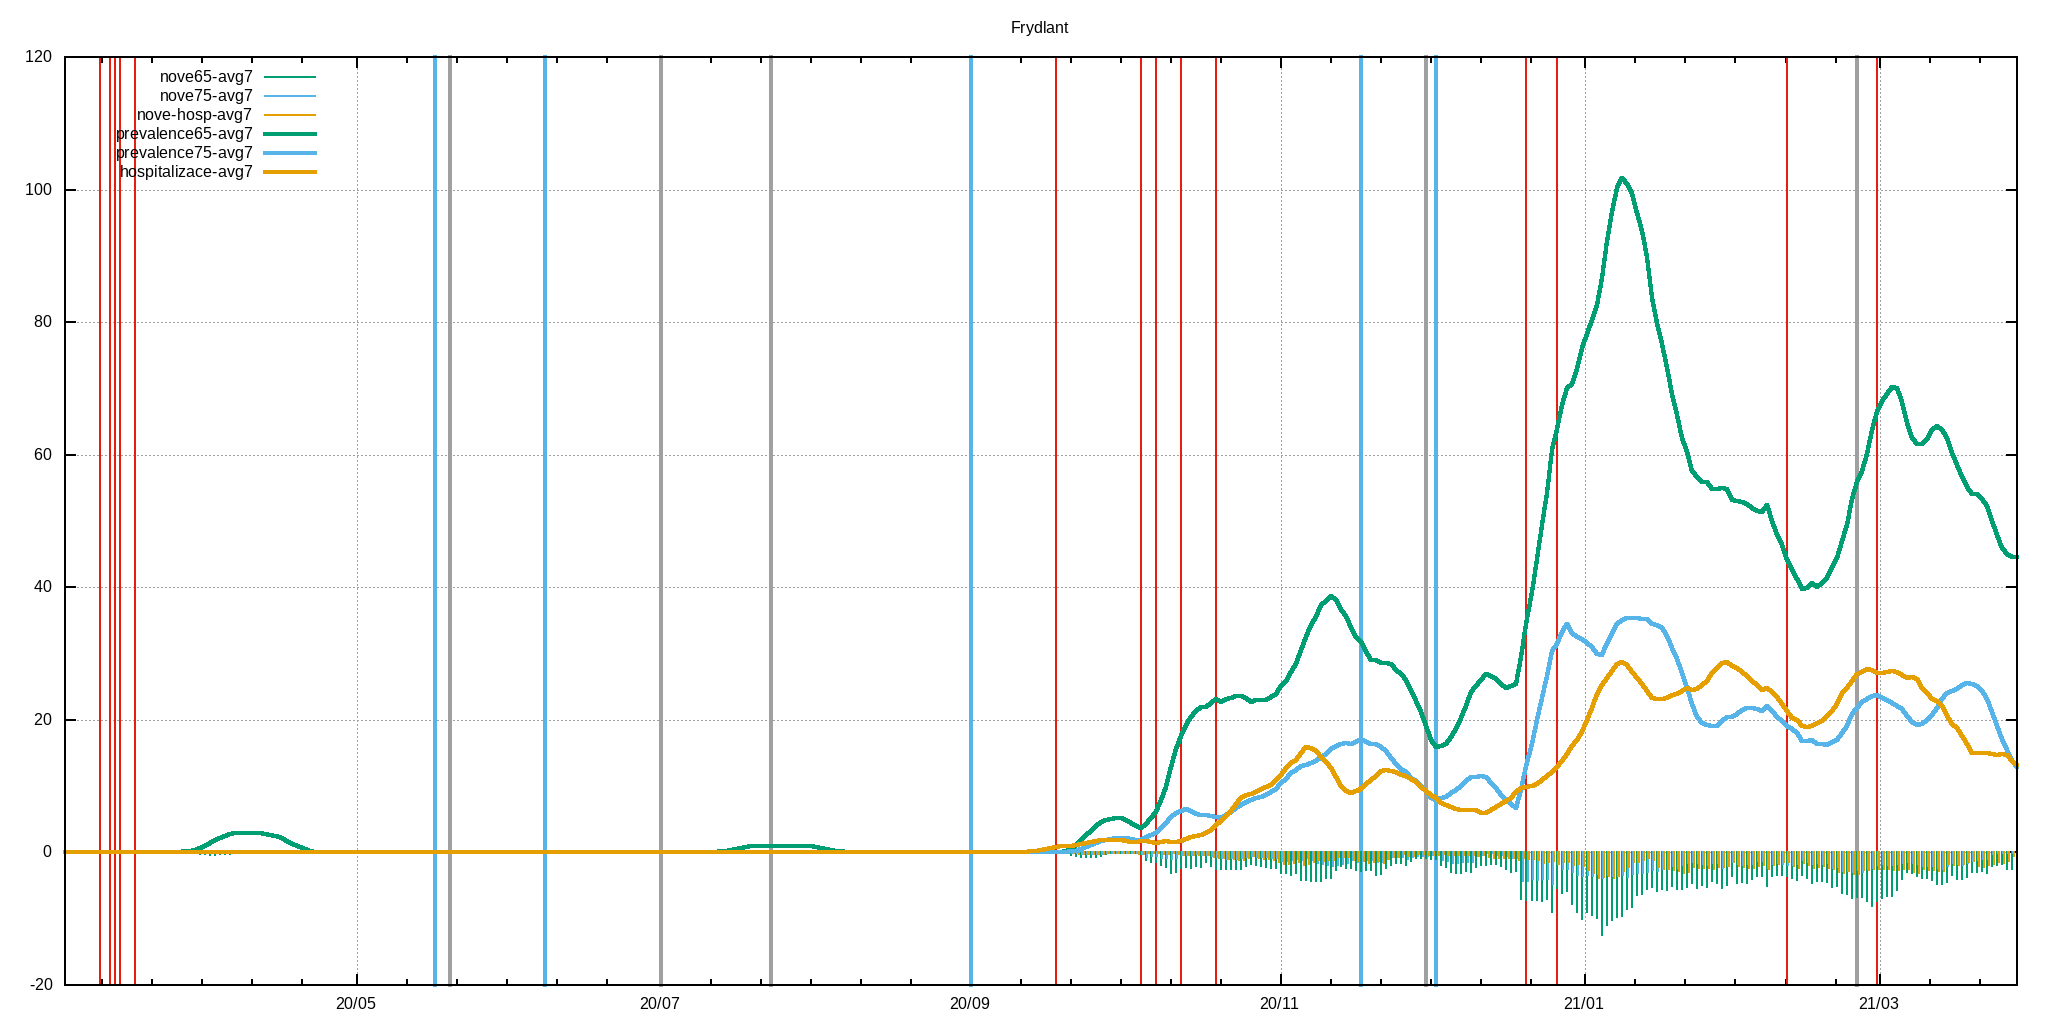 Frydlant
120
100
80
60
40
20
0
-20
nove65-avg7
nove75-avg7
nove-hosp-avg7
prevalence65-avg7
prevalence75-avg7
hospitalizace-avg7
20/05 20/07 20/09 20/11 21/01 21/03